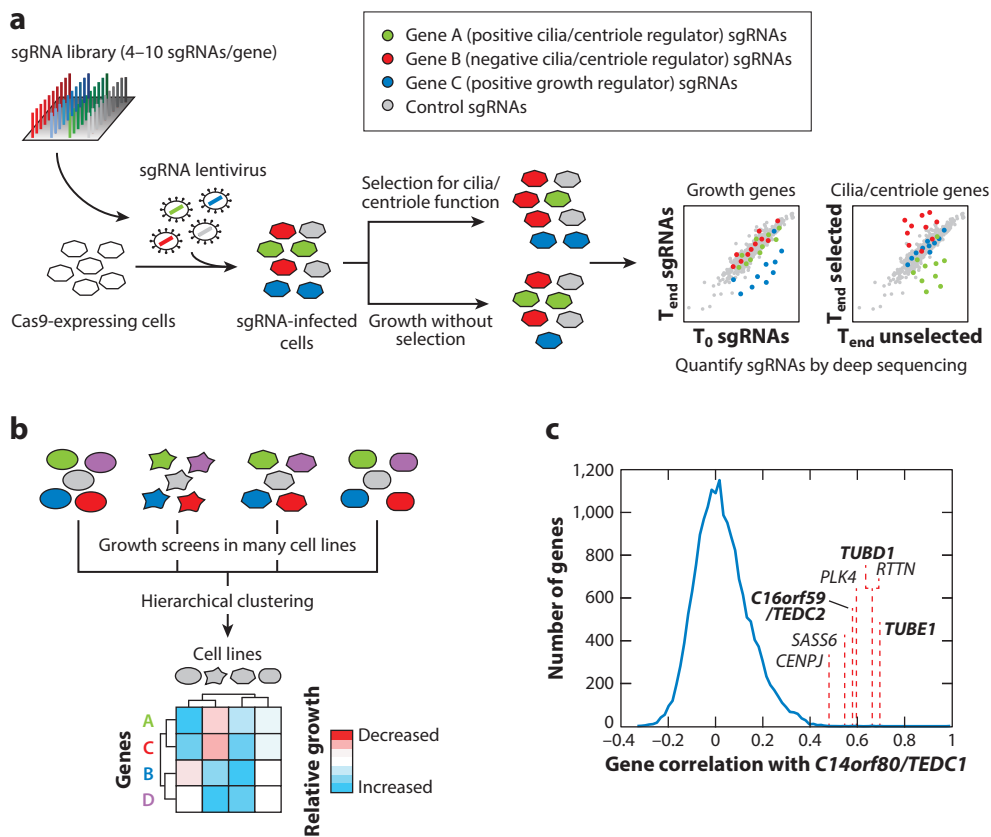 a
sgRNA library (4–10 sgRNAs/gene)
Gene A (positive cilia/centriole regulator) sgRNAs
Gene B (negative cilia/centriole regulator) sgRNAs
Gene C (positive growth regulator) sgRNAs
Control sgRNAs
sgRNA lentivirus
Cas9-expressing cells
sgRNA-infected
cells
Selection for cilia/
centriole function
Growth without
selection
Growth genes
Tend sgRNAs
T0 sgRNAs
Cilia/centriole genes
Tend selected
Tend unselected
Quantify sgRNAs by deep sequencing
b
Growth screens in many cell lines
Hierarchical clustering
Cell lines
Genes
A
C
B
D
Relative growth
Decreased
Increased
c
Number of genes
1,200
1,000
800
600
400
200
0
−0.4
−0.2
0
0.2
0.4
0.6
0.8
1
Gene correlation with C14orf80/TEDC1
TUBD1
PLK4
RTTN
C16orf59
/TEDC2
TUBE1
SASS6
CENPJ